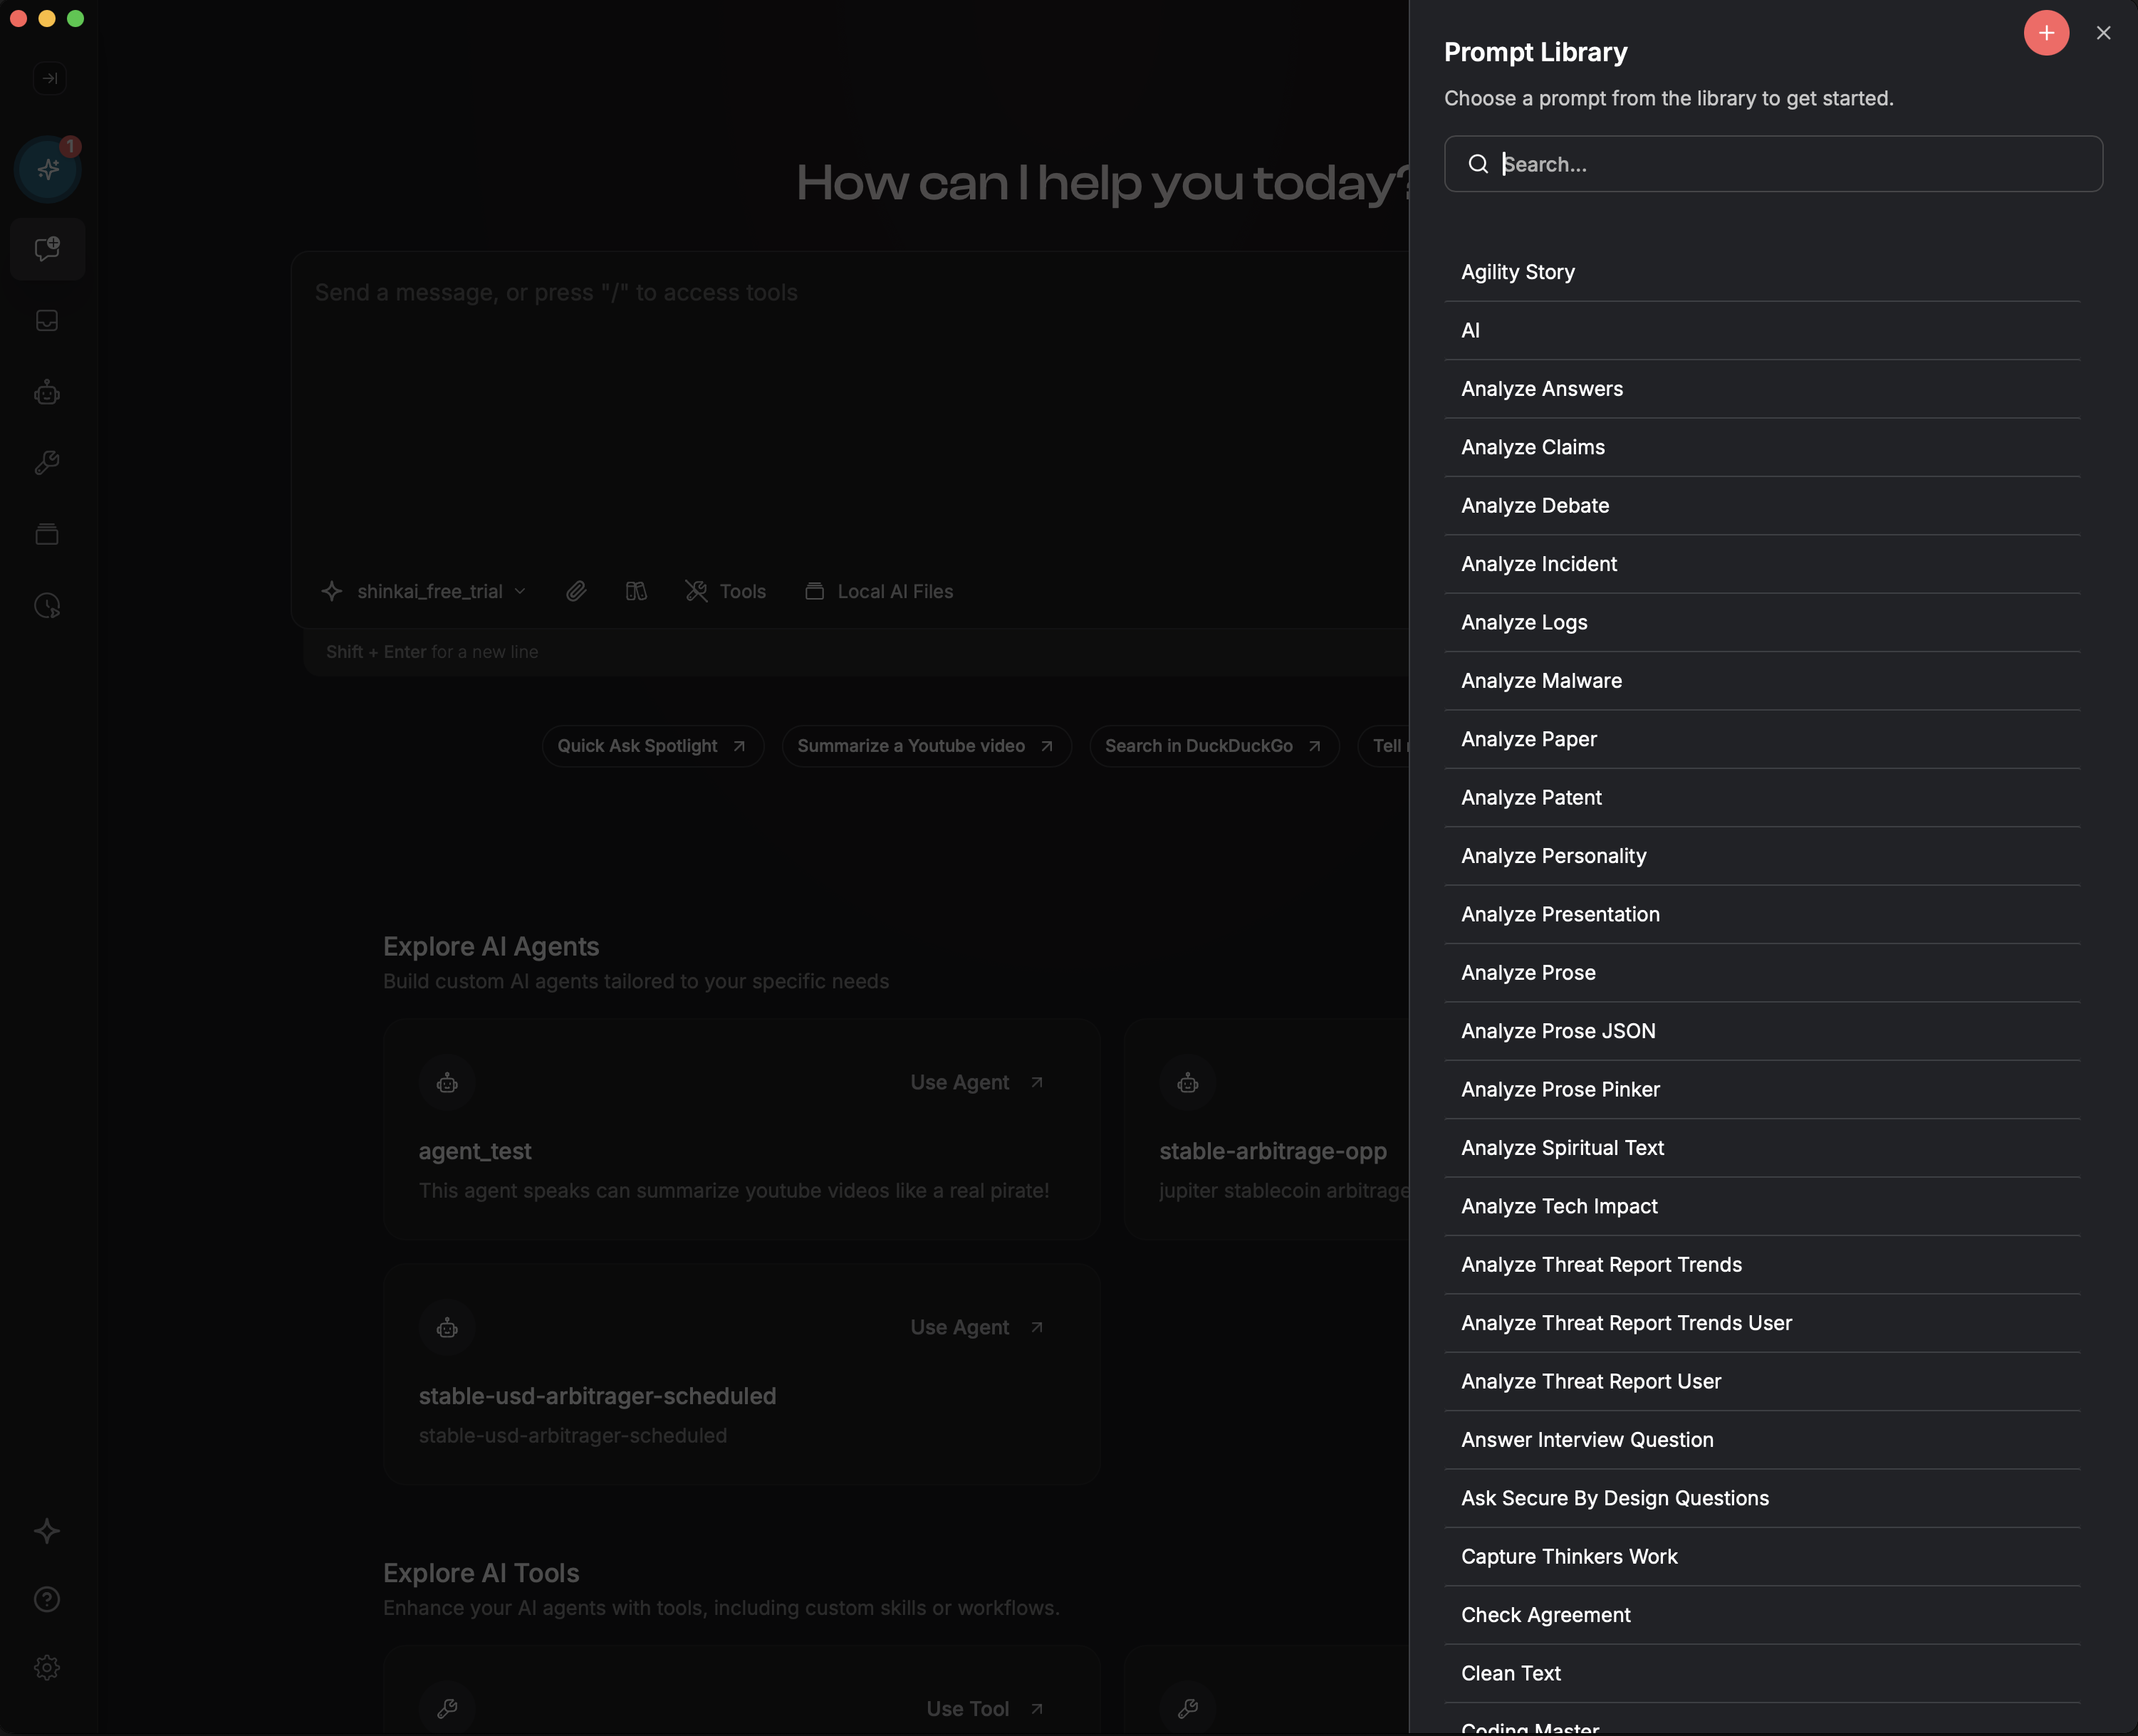 1
How can I help you today?
Send a message, or press "/" to access tools
shinkai_free_trial
Tools
Local AI Files
Shift + Enter for a new line
Quick Ask Spotlight
Summarize a Youtube video
Search in DuckDuckGo
Tell
Explore AI Agents
Build custom AI agents tailored to your specific needs
Use Agent
agent_test
This agent speaks can summarize youtube videos like a real pirate!
stable-arbitrage-opp
jupiter stablecoin arbitrage
Use Agent
stable-usd-arbitrager-scheduled
stable-usd-arbitrager-scheduled
Explore AI Tools
Enhance your AI agents with tools, including custom skills or workflows.
Use Tool
Prompt Library
Choose a prompt from the library to get started.
Search...
Agility Story
AI
Analyze Answers
Analyze Claims
Analyze Debate
Analyze Incident
Analyze Logs
Analyze Malware
Analyze Paper
Analyze Patent
Analyze Personality
Analyze Presentation
Analyze Prose
Analyze Prose JSON
Analyze Prose Pinker
Analyze Spiritual Text
Analyze Tech Impact
Analyze Threat Report Trends
Analyze Threat Report Trends User
Analyze Threat Report User
Answer Interview Question
Ask Secure By Design Questions
Capture Thinkers Work
Check Agreement
Clean Text
Coding Master